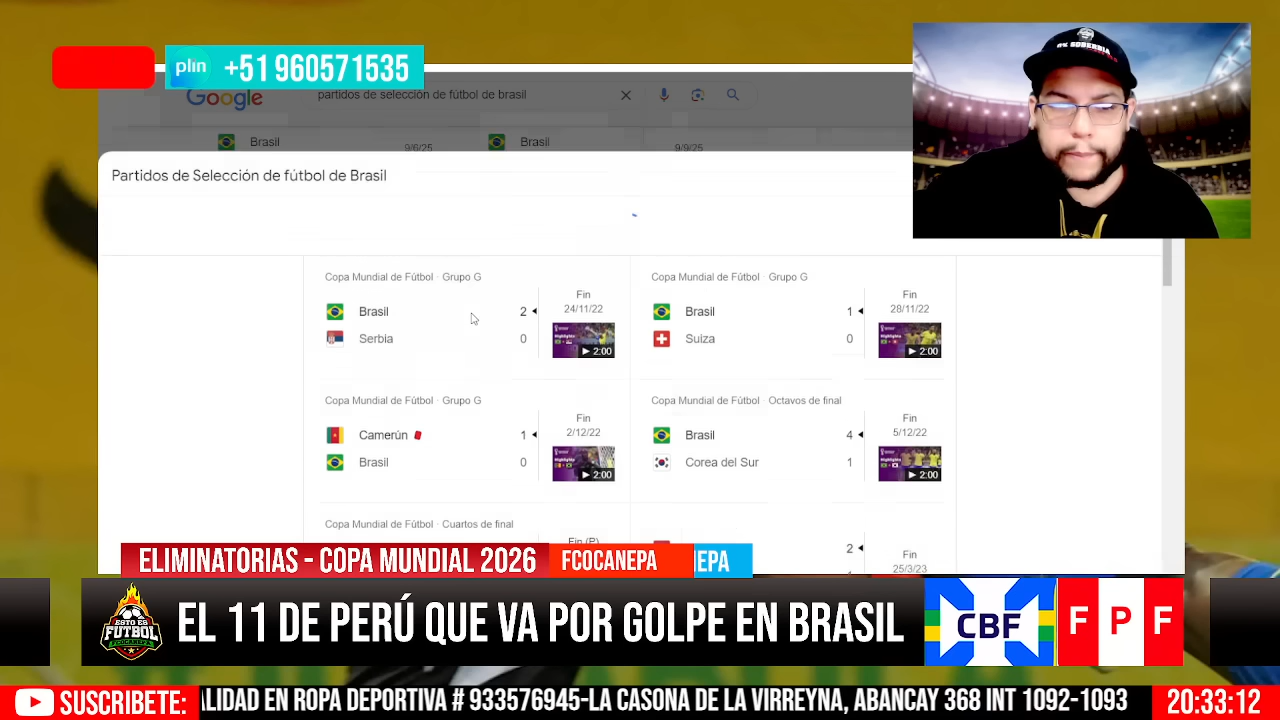 plin +51 960571535
Google
partidos de selección de fútbol de brasil
Brasil
9/6/25
Brasil
9/9/25
Partidos de Selección de fútbol de Brasil
Copa Mundial de Fútbol · Grupo G
Brasil 2
Serbia 0
Fin
24/11/22
2:00
Copa Mundial de Fútbol · Grupo G
Brasil 1
Suiza 0
Fin
28/11/22
2:00
Copa Mundial de Fútbol · Grupo G
Camerún 1
Brasil 0
Fin
2/12/22
2:00
Copa Mundial de Fútbol · Octavos de final
Brasil 4
Corea del Sur 1
Fin
5/12/22
2:00
Copa Mundial de Fútbol · Cuartos de final
Fin (P)
2
Fin
25/3/23
ELIMINATORIAS - COPA MUNDIAL 2026
FCOCANEPA
EPA
ESTO ES
FUTBOL
FCOCANEPA
EL 11 DE PERÚ QUE VA POR GOLPE EN BRASIL
CBF
F P F
SUSCRIBETE:
ALIDAD EN ROPA DEPORTIVA # 933576945-LA CASONA DE LA VIRREYNA, ABANCAY 368 INT 1092-1093
20:33:12